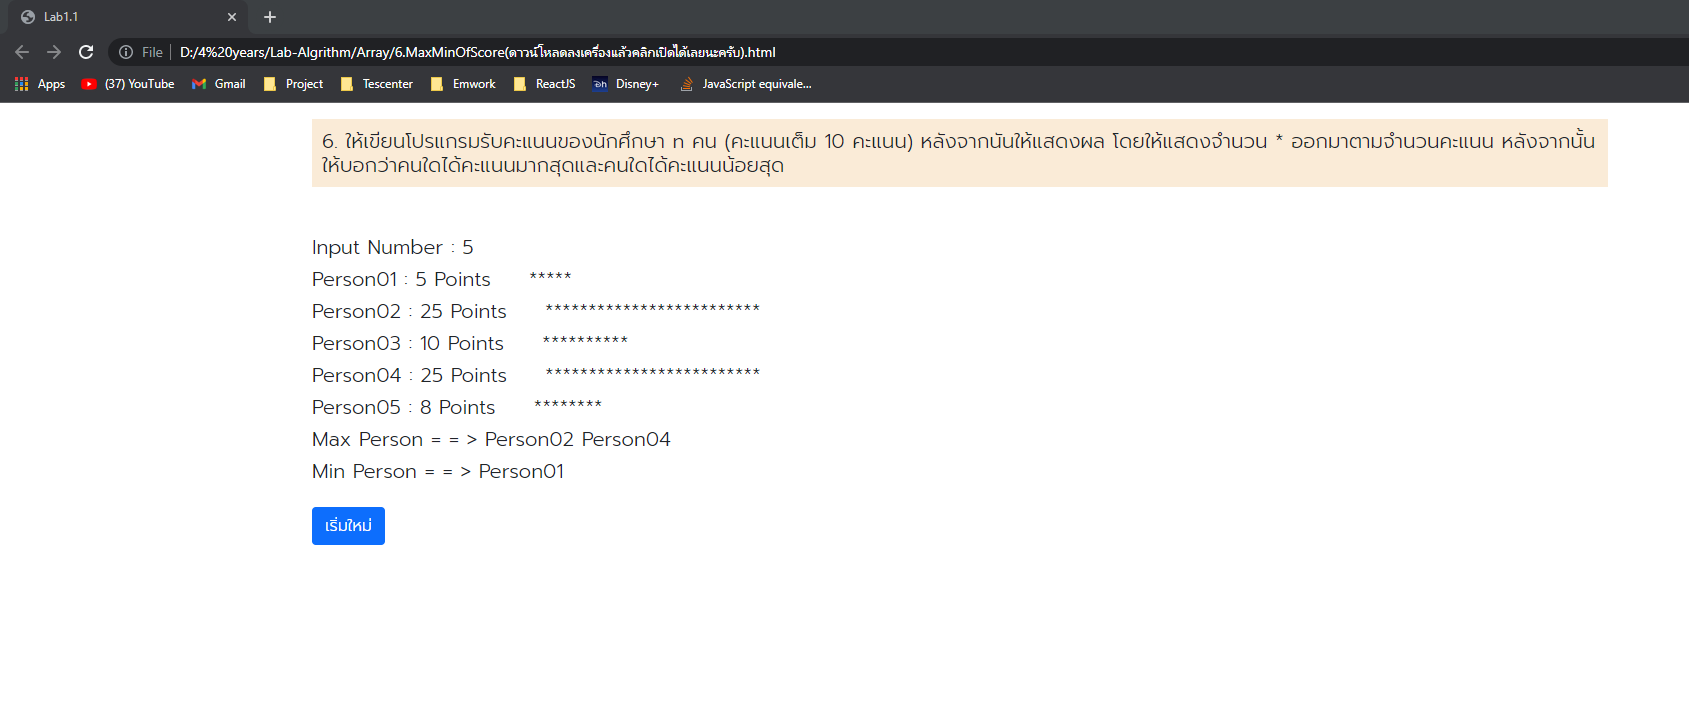 Lab1.1
File D:/4%20years/Lab-Algrithm/Array/6.MaxMinOfScore(ดาวน์โหลดลงเครื่องแล้วคลิกเปิดได้เลยนะครับ).html
Apps (37) YouTube Gmail Project Tescenter Emwork ReactJS Disney+ JavaScript equivale...
6. ให้เขียนโปรแกรมรับคะแนนของนักศึกษา n คน (คะแนนเต็ม 10 คะแนน) หลังจากนันให้แสดงผล โดยให้แสดงจำนวน * ออกมาตามจำนวนคะแนน หลังจากนั้น
ให้บอกว่าคนใดได้คะแนนมากสุดและคนใดได้คะแนนน้อยสุด
Input Number : 5
Person01 : 5 Points *****
Person02 : 25 Points *************************
Person03 : 10 Points **********
Person04 : 25 Points *************************
Person05 : 8 Points ********
Max Person = = > Person02 Person04
Min Person = = > Person01
เริ่มใหม่